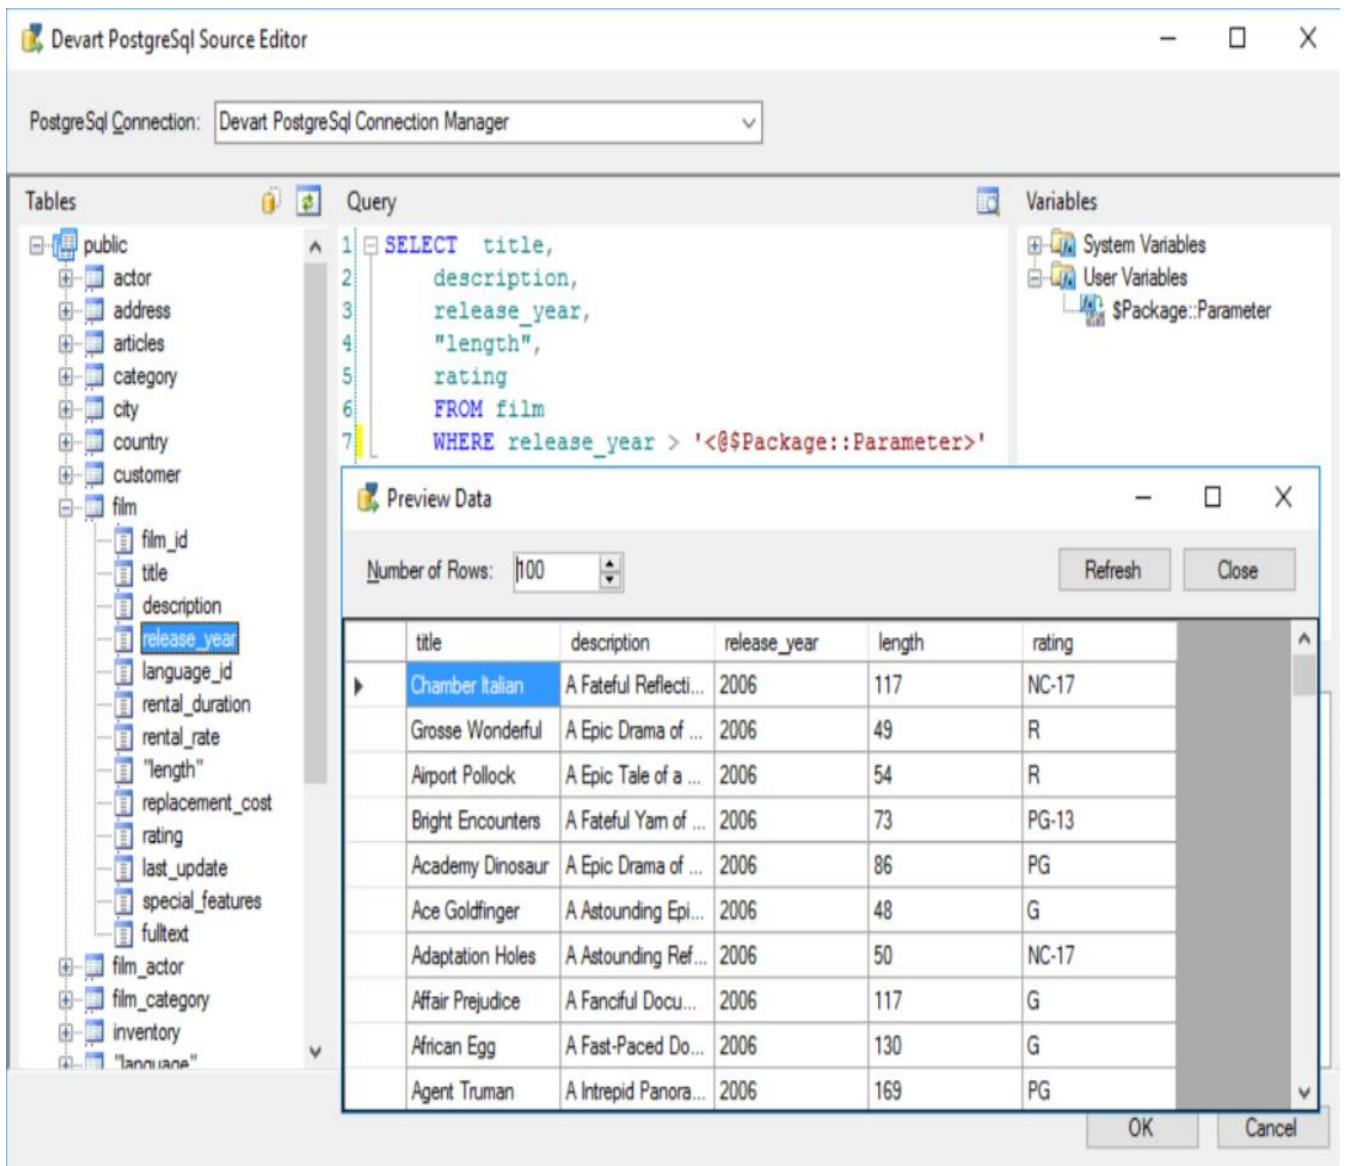 Devart PostgreSql Source Editor
PostgreSql Connection: Devart PostgreSql Connection Manager
Tables
public
actor
address
articles
category
city
country
customer
film
film_id
title
description
release_year
language_id
rental_duration
rental_rate
"length"
replacement_cost
rating
last_update
special_features
fulltext
film_actor
film_category
inventory
"language"
Query
1 SELECT title,
2 description,
3 release_year,
4 "length",
5 rating
6 FROM film
7 WHERE release_year > '<@$Package::Parameter>'
Variables
System Variables
User Variables
$Package::Parameter
Preview Data
Number of Rows: 100 Refresh Close
title description release_year length rating
Chamber Italian A Fateful Reflecti... 2006 117 NC-17
Grosse Wonderful A Epic Drama of ... 2006 49 R
Airport Pollock A Epic Tale of a ... 2006 54 R
Bright Encounters A Fateful Yarn of ... 2006 73 PG-13
Academy Dinosaur A Epic Drama of ... 2006 86 PG
Ace Goldfinger A Astounding Epi... 2006 48 G
Adaptation Holes A Astounding Ref... 2006 50 NC-17
Affair Prejudice A Fanciful Docu... 2006 117 G
African Egg A Fast-Paced Do... 2006 130 G
Agent Truman A Intrepid Panora... 2006 169 PG
OK Cancel